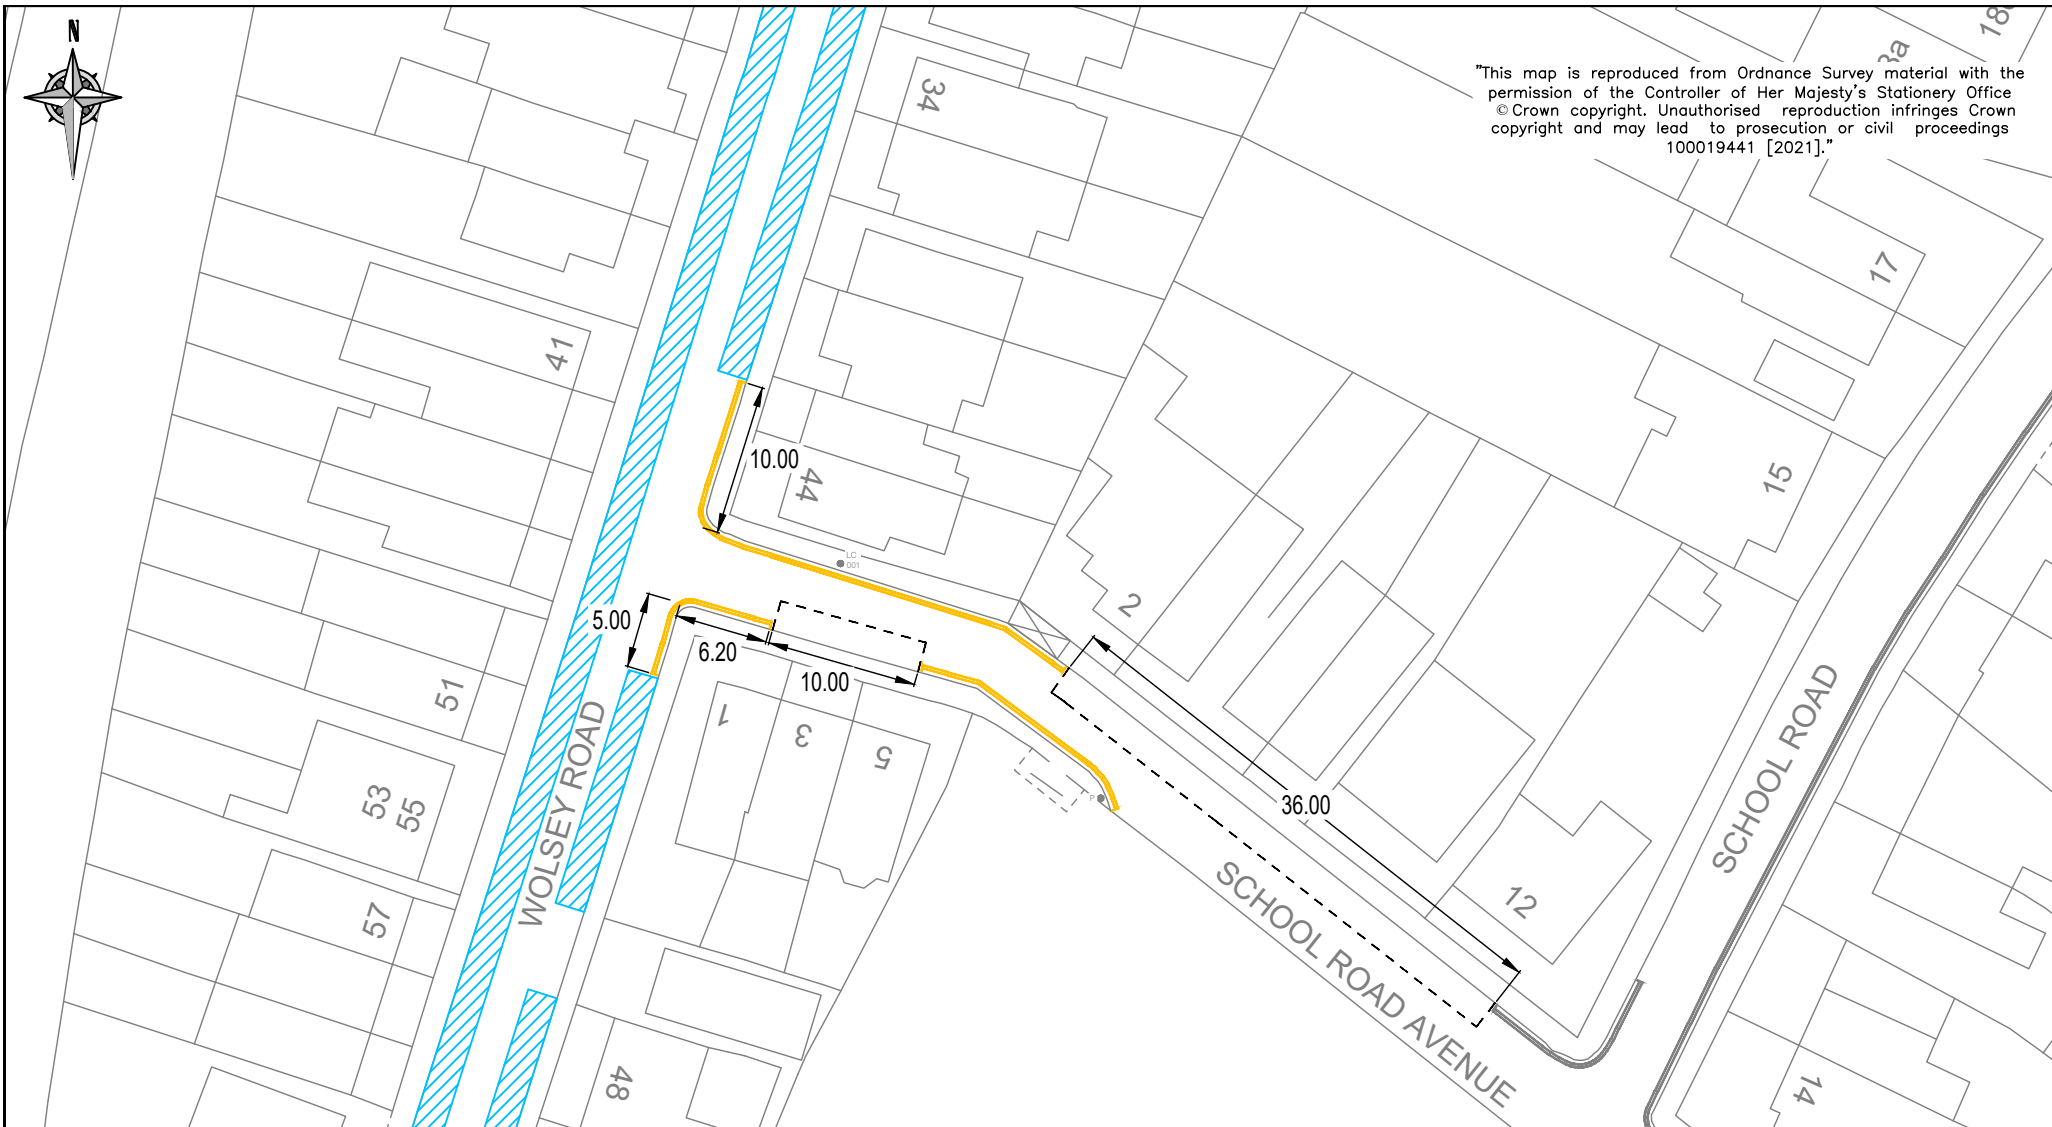 N
"This map is reproduced from Ordnance Survey material with the
permission of the Controller of Her Majesty's Stationery Office
© Crown copyright. Unauthorised reproduction infringes Crown
copyright and may lead to prosecution or civil proceedings
100019441 [2021]."
34
17
41
10.00
44
15
LC
001
2
5.00
6.20
10.00
51
1
3
5
53
55
P
36.00
WOLSEY ROAD
SCHOOL ROAD
57
12
SCHOOL ROAD AVENUE
48
14